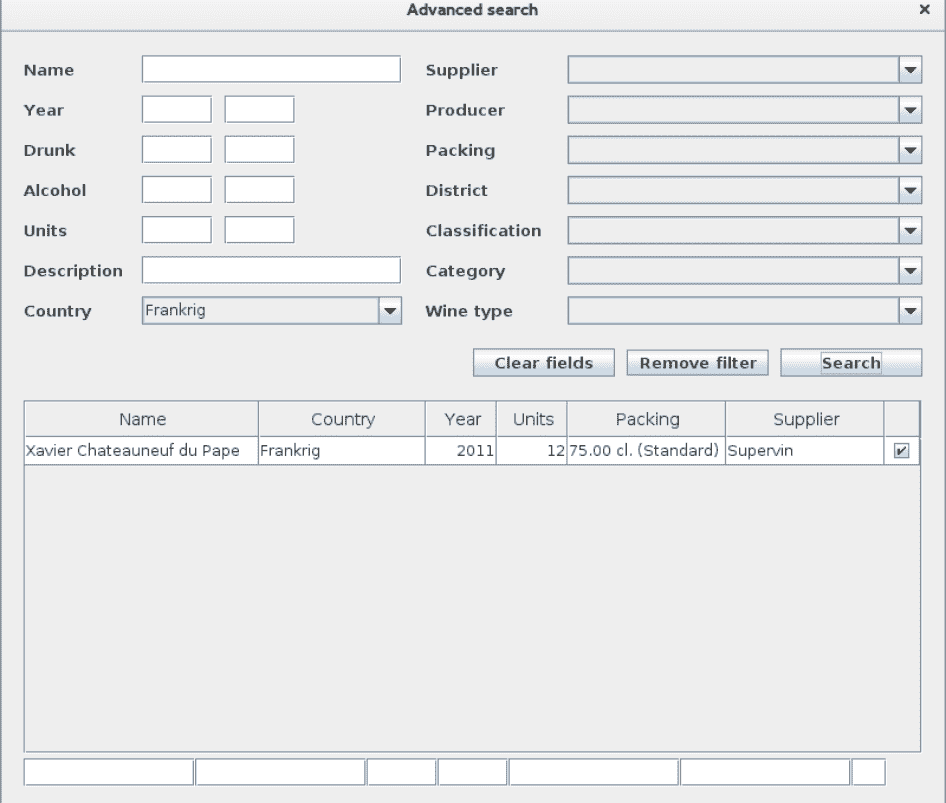 Advanced search
Name Supplier
Year Producer
Drunk Packing
Alcohol District
Units Classification
Description Category
Country Frankrig Wine type
Clear fields Remove filter Search
Name Country Year Units Packing Supplier
Xavier Chateauneuf du Pape Frankrig 2011 12 75.00 cl. (Standard) Supervin